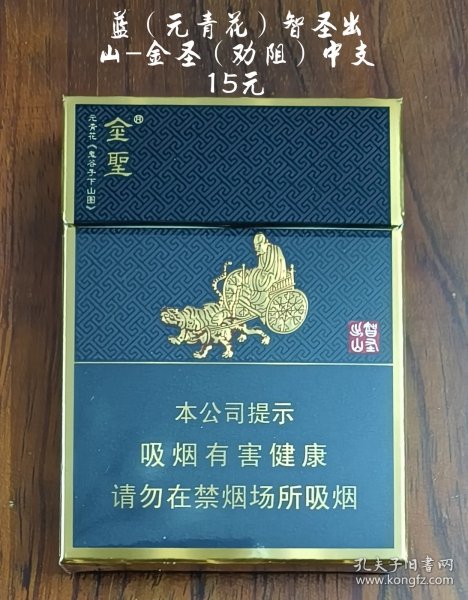 蓝（元青花）智圣出
山-金圣（劝阻）中支
15元
金聖®
元青花《鬼谷子下山图》
智圣
出山
本公司提示
吸烟有害健康
请勿在禁烟场所吸烟
孔夫子旧书网
www.kongfz.com